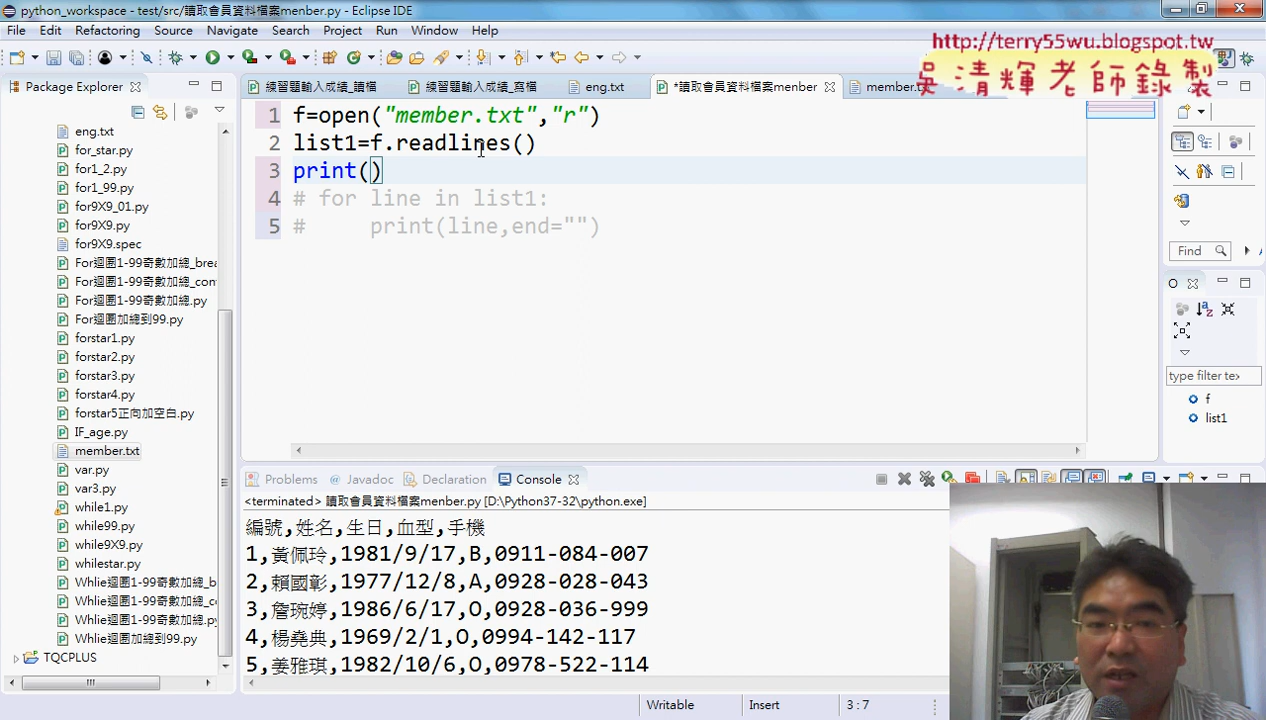 python_workspace - test/src/讀取會員資料檔案menber.py - Eclipse IDE
File Edit Refactoring Source Navigate Search Project Run Window Help
http://terry55wu.blogspot.tw
吳清輝老師錄製
Package Explorer
練習題輸入成績_讀檔
練習題輸入成績_寫檔
eng.txt
*讀取會員資料檔案menber
member.t
eng.txt
for_star.py
for1_2.py
for1_99.py
for9X9_01.py
for9X9.py
for9X9.spec
For迴圈1-99奇數加總_brea
For迴圈1-99奇數加總_con
For迴圈1-99奇數加總.py
For迴圈加總到99.py
forstar1.py
forstar2.py
forstar3.py
forstar4.py
forstar5正向加空白.py
IF_age.py
member.txt
var.py
var3.py
while1.py
while99.py
while9X9.py
whilestar.py
Whlie迴圈1-99奇數加總_b
Whlie迴圈1-99奇數加總_c
Whlie迴圈1-99奇數加總.py
Whlie迴圈加總到99.py
TQCPLUS
1 f=open("member.txt","r")
2 list1=f.readlines()
3 print()
4 # for line in list1:
5 #     print(line,end="")
Find
O
type filter te
f
list1
Problems Javadoc Declaration Console
<terminated> 讀取會員資料檔案menber.py [D:\Python37-32\python.exe]
編號,姓名,生日,血型,手機
1,黃佩玲,1981/9/17,B,0911-084-007
2,賴國彰,1977/12/8,A,0928-028-043
3,詹琬婷,1986/6/17,O,0928-036-999
4,楊堯典,1969/2/1,O,0994-142-117
5,姜雅琪,1982/10/6,O,0978-522-114
Writable Insert 3 : 7